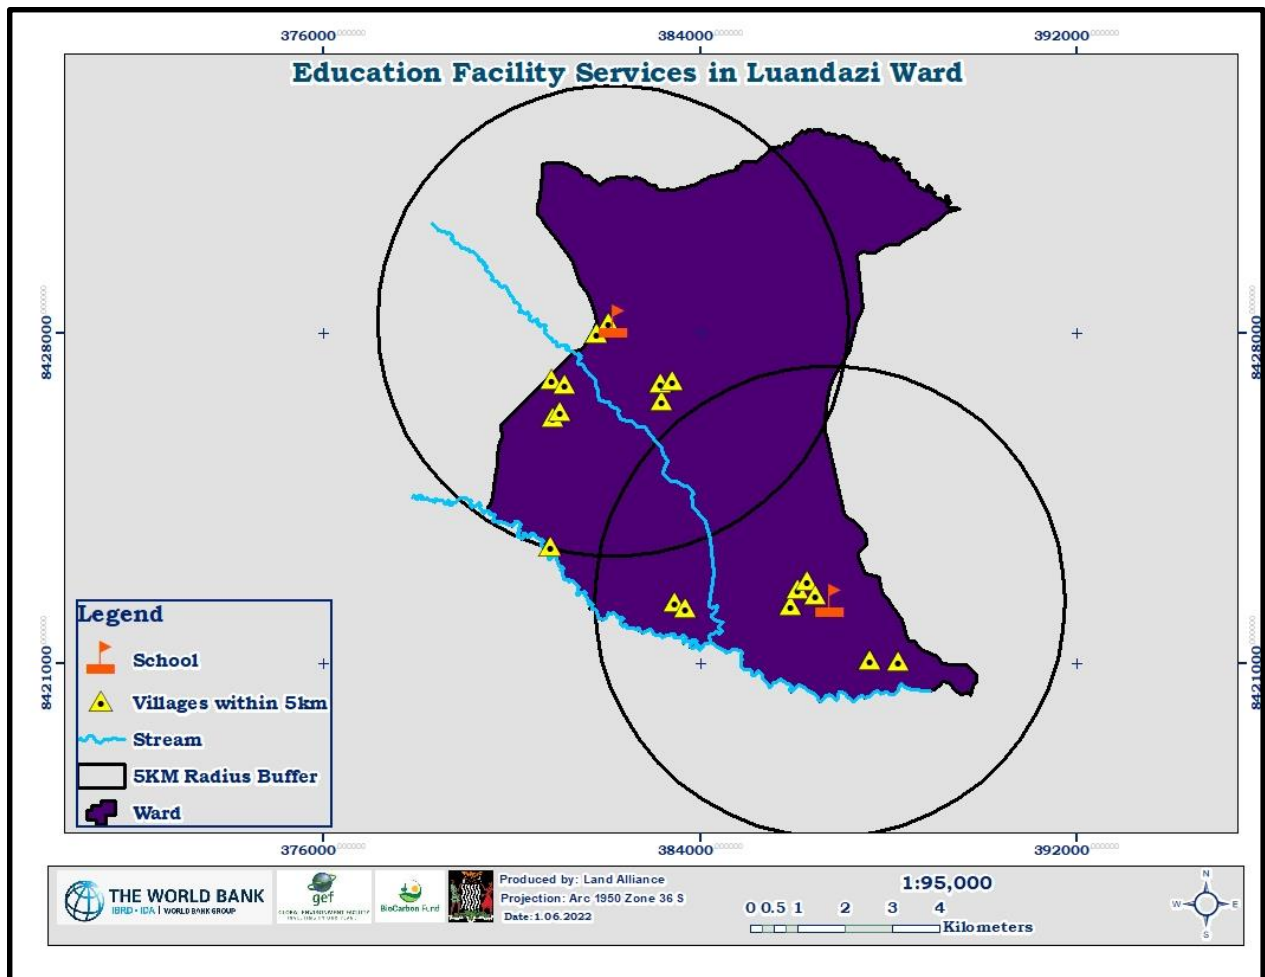 376000 384000 392000
Education Facility Services in Luandazi Ward
8428000 8428000
8421000 8421000
Legend
School
Villages within 5km
Stream
5KM Radius Buffer
Ward
376000 384000 392000
THE WORLD BANK
IBRD • IDA | WORLD BANK GROUP
gef
GLOBAL ENVIRONMENT FACILITY
BioCarbon Fund
Produced by: Land Alliance
Projection: Arc 1950 Zone 36 S
Date:1.06.2022
1:95,000
0 0.5 1 2 3 4
Kilometers
N
W E
S